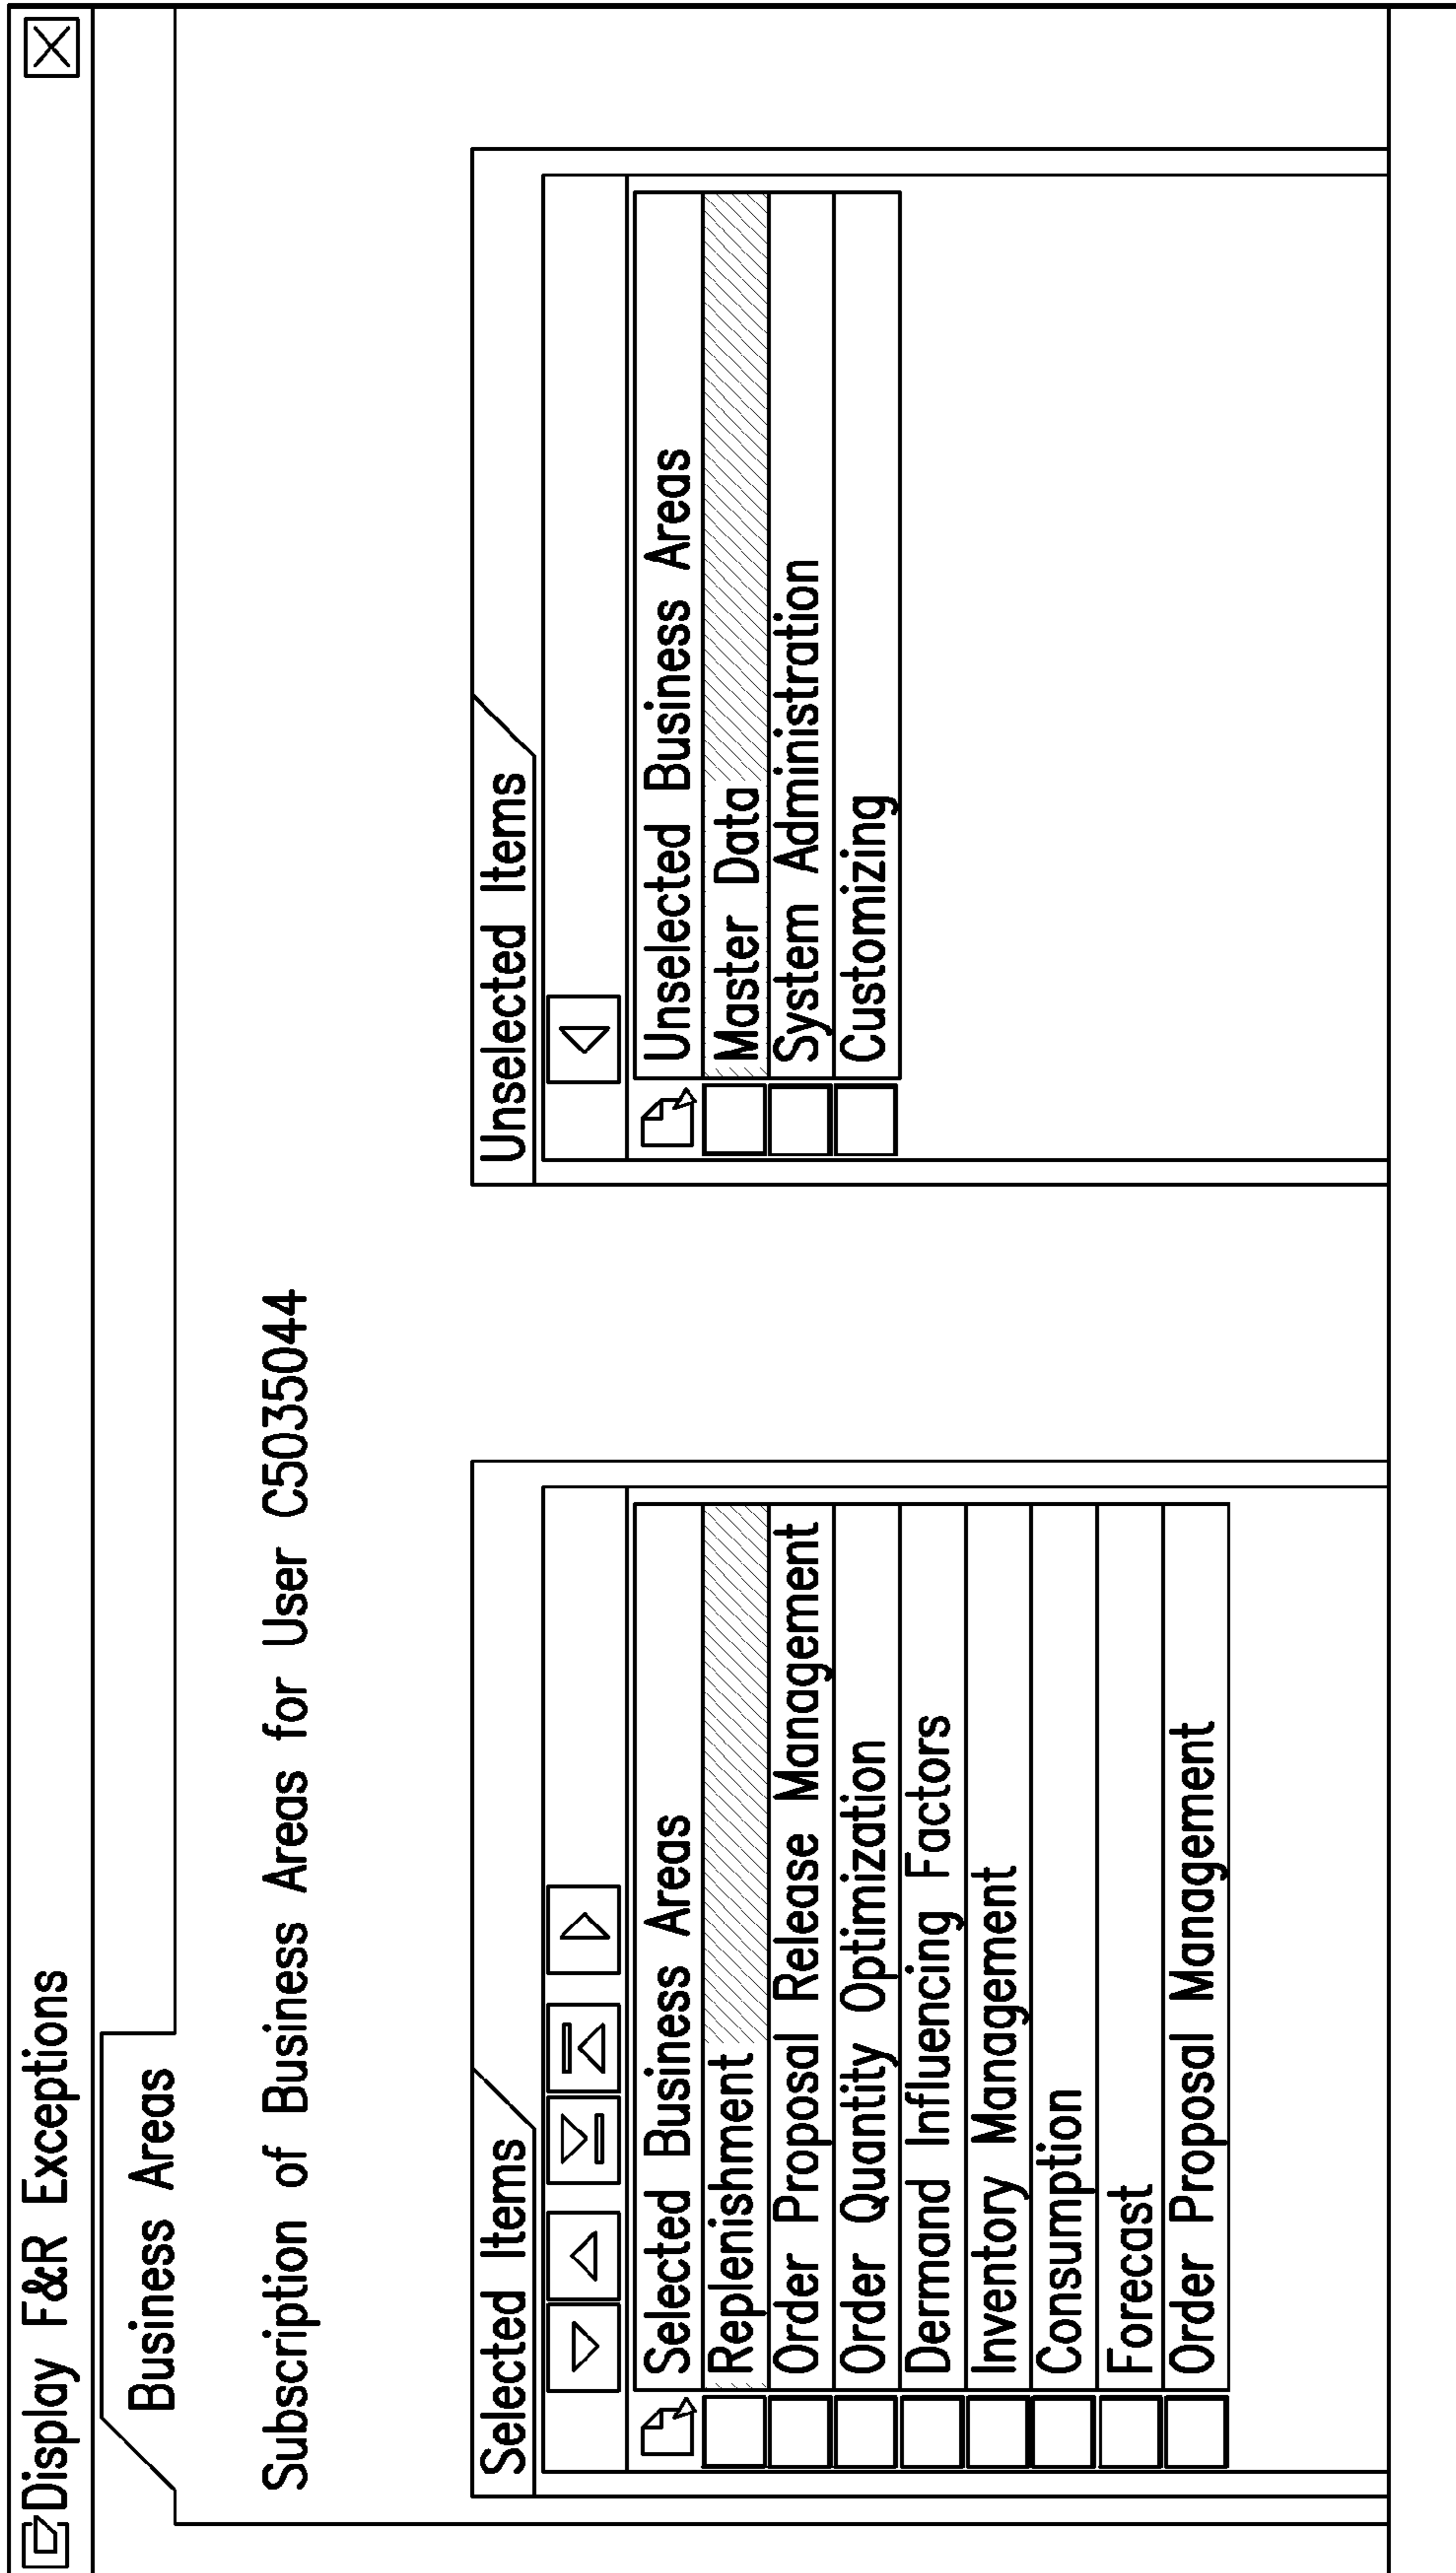 Display F&R Exceptions
Business Areas
Subscription of Business Areas for User C5035044
Selected Items
Selected Business Areas
Replenishment
Order Proposal Release Management
Order Quantity Optimization
Dermand Influencing Factors
Inventory Management
Consumption
Forecast
Order Proposal Management
Unselected Items
Unselected Business Areas
Master Data
System Administration
Customizing